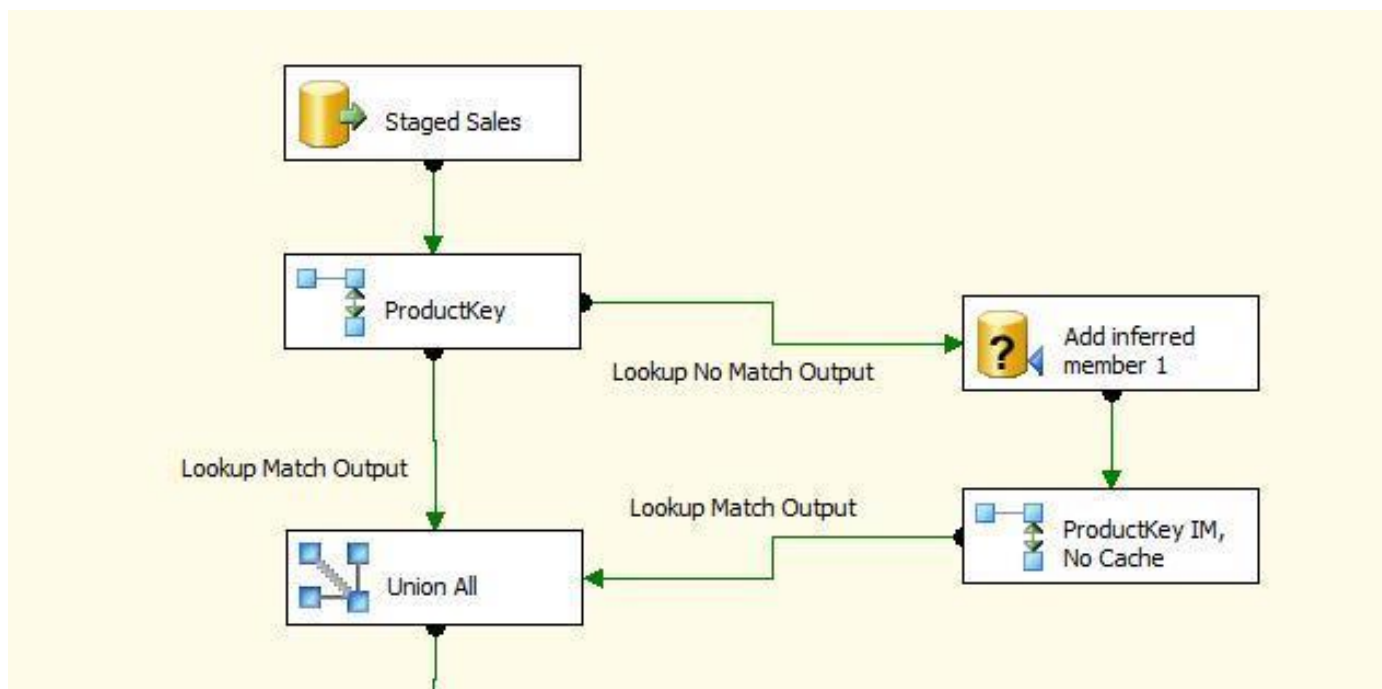 Staged Sales
ProductKey
Lookup No Match Output
Add inferred
member 1
Lookup Match Output
Lookup Match Output
ProductKey IM,
No Cache
Union All